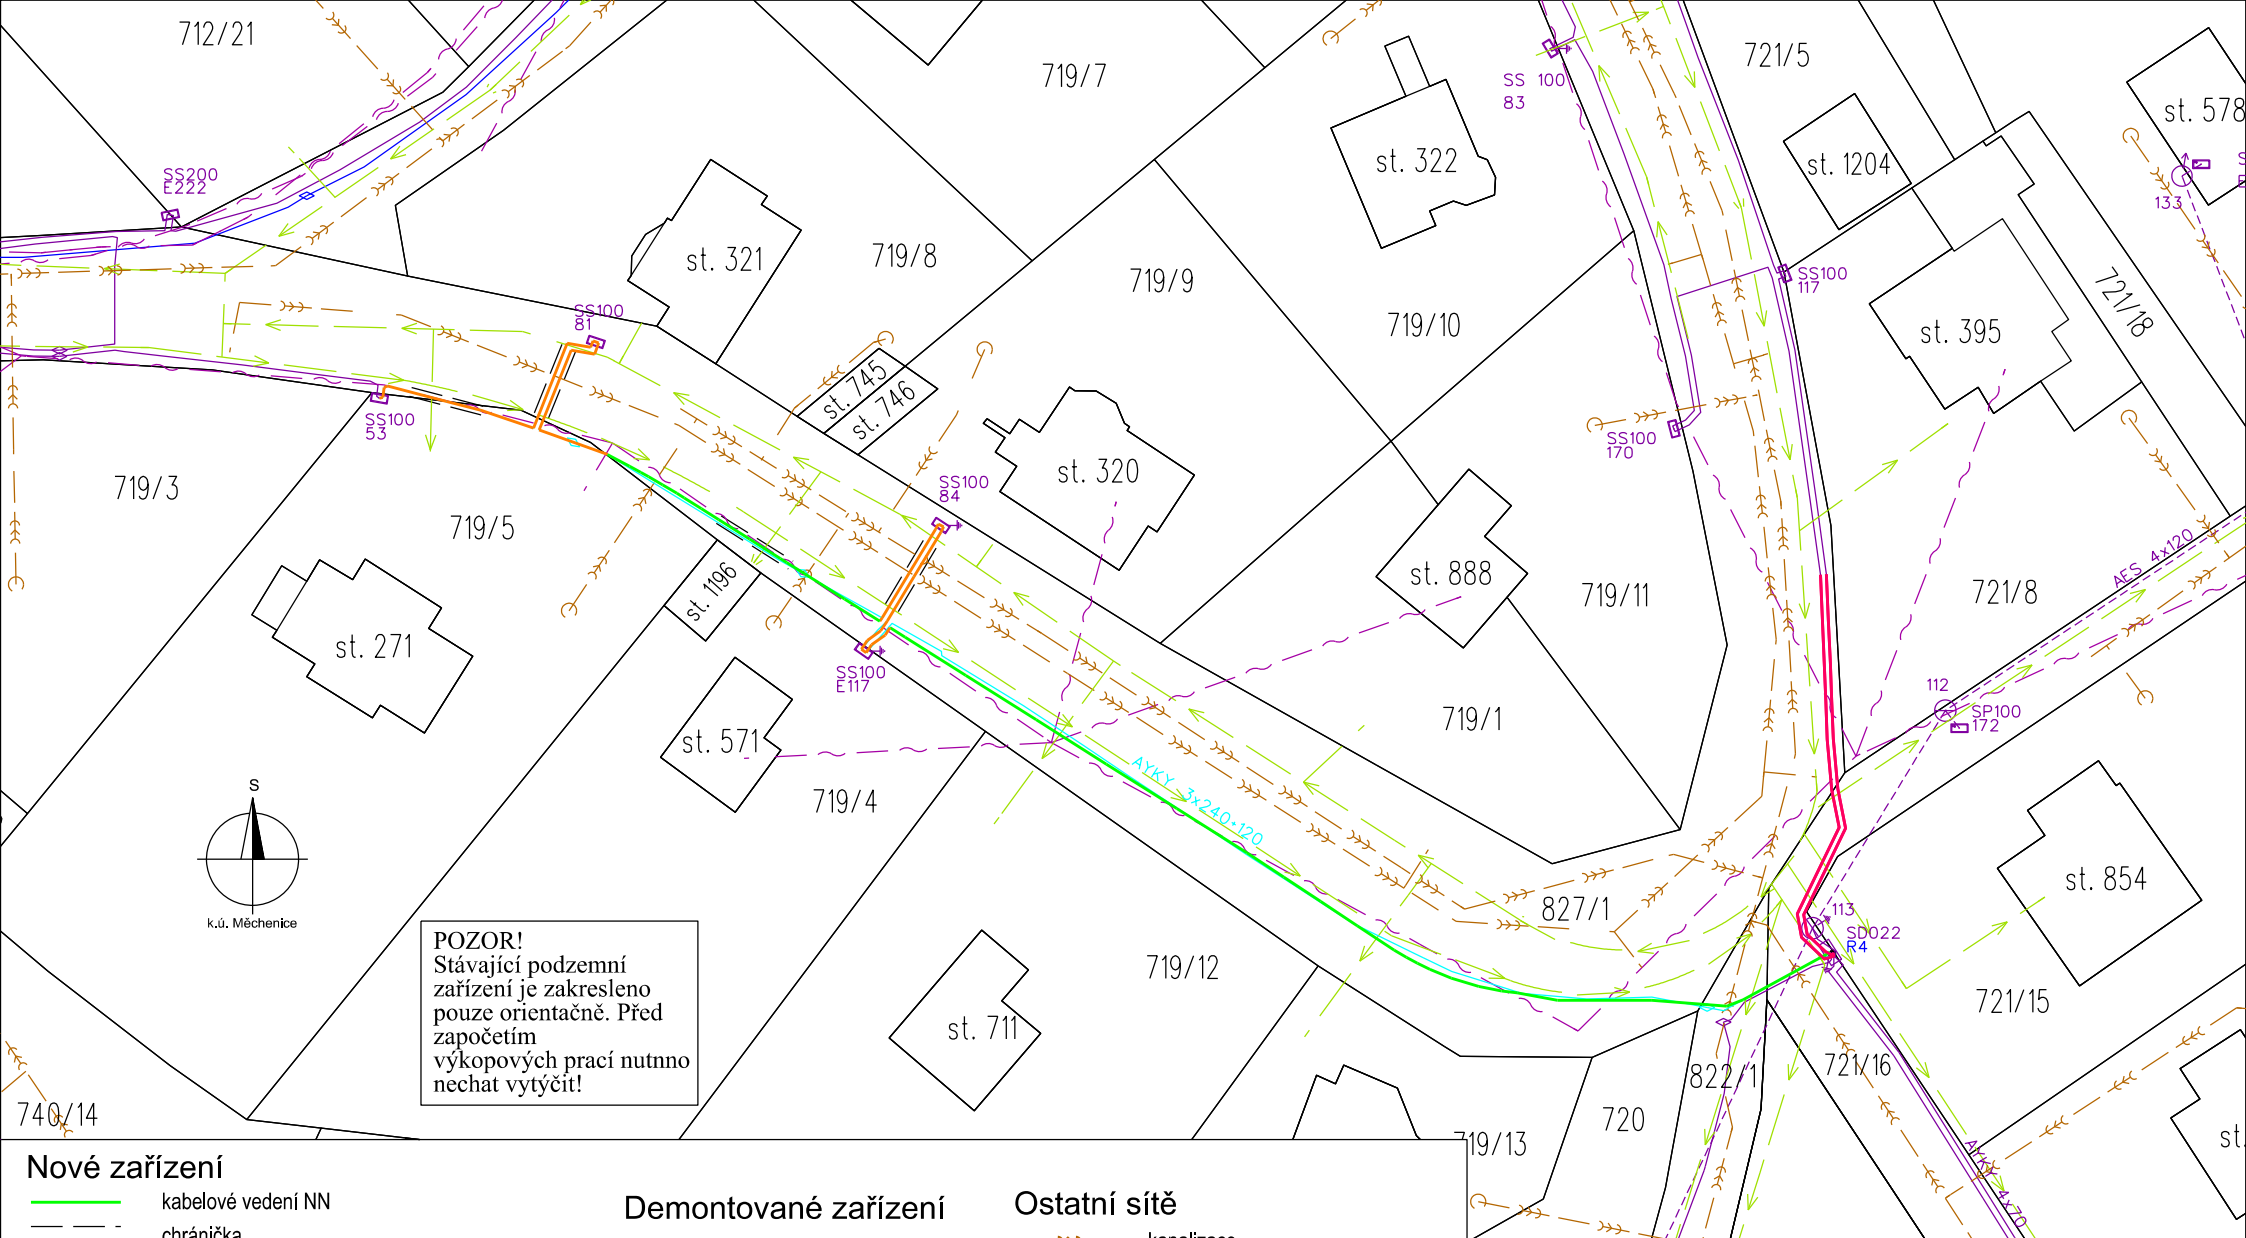 712/21
719/7
SS 100
83
721/5
st. 578
st. 322
st. 1204
133
SS200
E222
st. 321
719/8
719/9
SS100
117
721/18
SS100
81
719/10
st. 395
st. 745
st. 746
SS100
53
SS100
170
719/3
719/5
SS100
84
st. 320
st. 1196
st. 888
719/11
AES 4x120
721/8
st. 271
SS100
E117
112
SP100
172
st. 571
719/1
719/4
AYKY 3x240+120
S
k.ú. Měchenice
st. 854
827/1
113
SD022
R4
POZOR!
Stávající podzemní
zařízení je zakresleno
pouze orientačně. Před
započetím
výkopových prací nutnno
nechat vytýčit!
719/12
st. 711
721/15
822/1
721/16
740/14
720
719/13
st.
AYKY 4x70
Nové zařízení
kabelové vedení NN
chránička
Demontované zařízení
Ostatní sítě
kanalizace